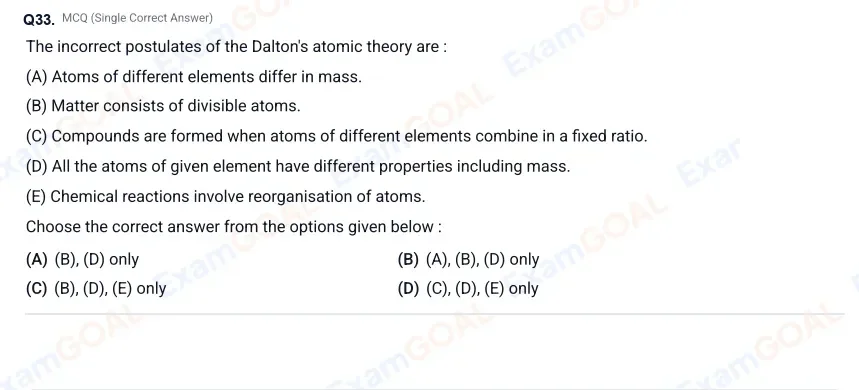 Q33. MCQ (Single Correct Answer)
The incorrect postulates of the Dalton's atomic theory are :
(A) Atoms of different elements differ in mass.
(B) Matter consists of divisible atoms.
(C) Compounds are formed when atoms of different elements combine in a fixed ratio.
(D) All the atoms of given element have different properties including mass.
(E) Chemical reactions involve reorganisation of atoms.
Choose the correct answer from the options given below :
(A) (B), (D) only
(B) (A), (B), (D) only
(C) (B), (D), (E) only
(D) (C), (D), (E) only
ExamGOAL